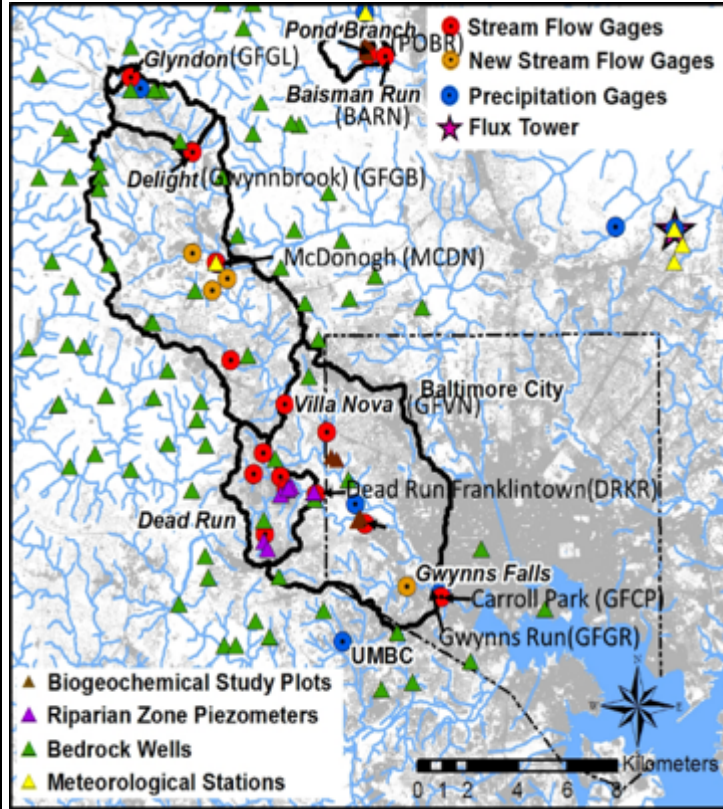 Pond Branch
(POBR)
Glyndon (GFGL)
Baisman Run
(BARN)
Stream Flow Gages
New Stream Flow Gages
Precipitation Gages
Flux Tower
Delight (Gwynnbrook) (GFGB)
McDonogh (MCDN)
Baltimore City
Villa Nova (GFVN)
Dead Run Franklintown(DRKR)
Dead Run
Gwynns Falls
Carroll Park (GFCP)
Gwynns Run(GFGR)
UMBC
Biogeochemical Study Plots
Riparian Zone Piezometers
Bedrock Wells
Meteorological Stations
N
W E
S
Kilometers
0 1 2 4 6 8